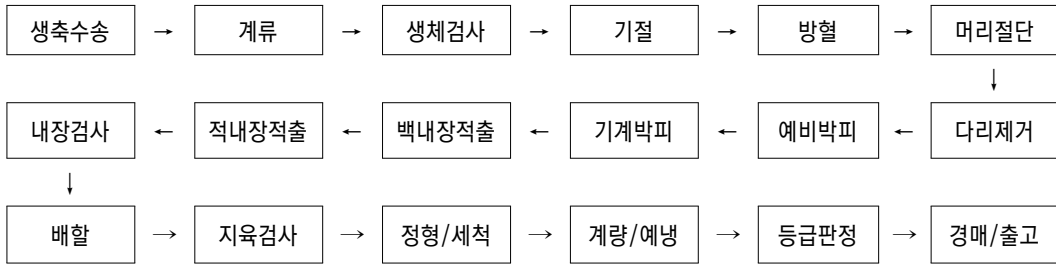 생축수송 → 계류 → 생체검사 → 기절 → 방혈 → 머리절단
↓
내장검사 ← 적내장적출 ← 백내장적출 ← 기계박피 ← 예비박피 ← 다리제거
↓
배할 → 지육검사 → 정형/세척 → 계량/예냉 → 등급판정 → 경매/출고